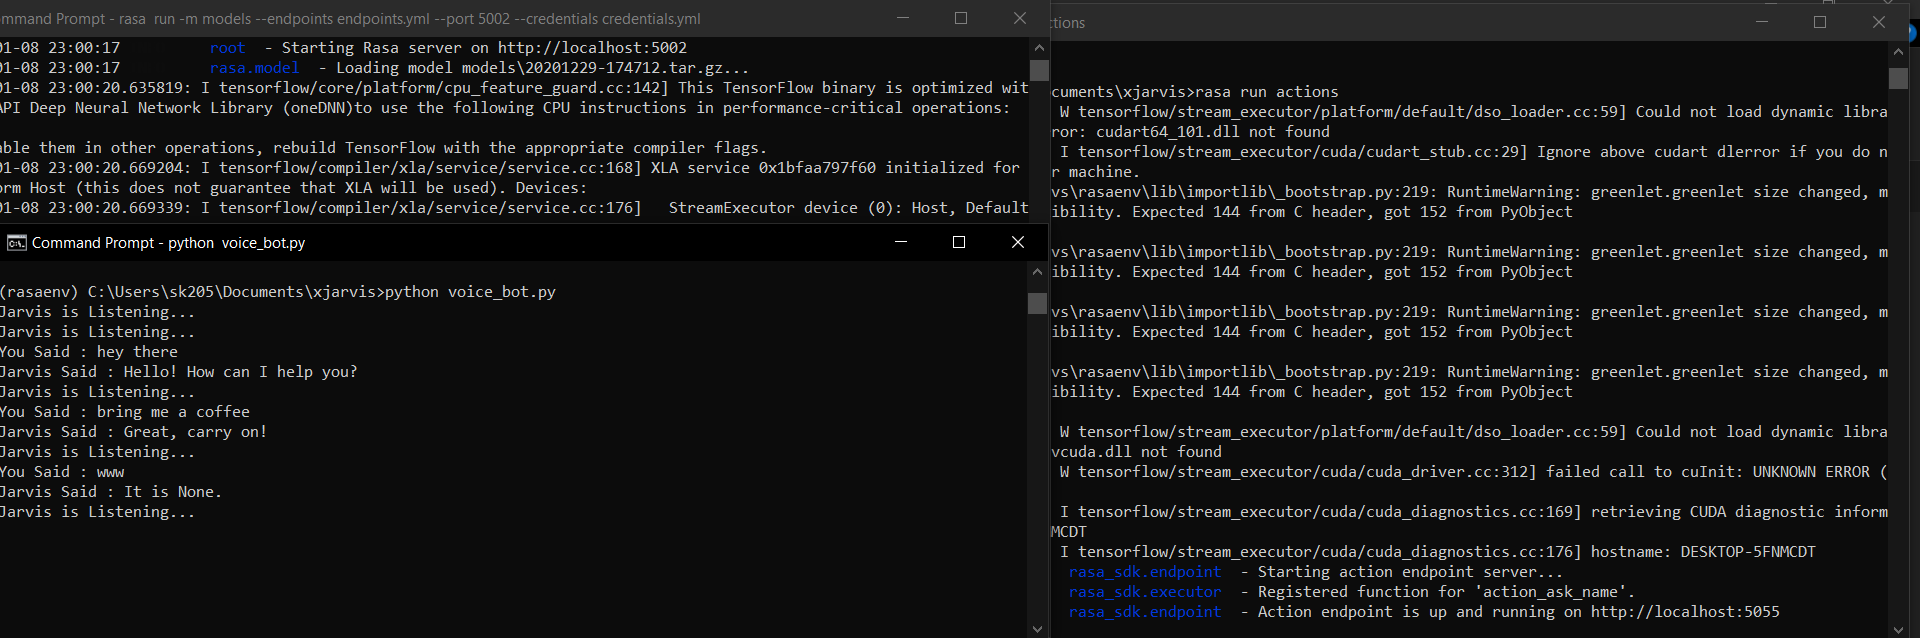 ommand Prompt - rasa  run -m models --endpoints endpoints.yml --port 5002 --credentials credentials.yml
01-08 23:00:17          root  - Starting Rasa server on http://localhost:5002
01-08 23:00:17          rasa.model  - Loading model models\20201229-174712.tar.gz...
01-08 23:00:20.635819: I tensorflow/core/platform/cpu_feature_guard.cc:142] This TensorFlow binary is optimized wit
API Deep Neural Network Library (oneDNN)to use the following CPU instructions in performance-critical operations:
able them in other operations, rebuild TensorFlow with the appropriate compiler flags.
01-08 23:00:20.669204: I tensorflow/compiler/xla/service/service.cc:168] XLA service 0x1bfaa797f60 initialized for
orm Host (this does not guarantee that XLA will be used). Devices:
01-08 23:00:20.669339: I tensorflow/compiler/xla/service/service.cc:176]   StreamExecutor device (0): Host, Default
Command Prompt - python  voice_bot.py
(rasaenv) C:\Users\sk205\Documents\xjarvis>python voice_bot.py
Jarvis is Listening...
Jarvis is Listening...
You Said : hey there
Jarvis Said : Hello! How can I help you?
Jarvis is Listening...
You Said : bring me a coffee
Jarvis Said : Great, carry on!
Jarvis is Listening...
You Said : www
Jarvis Said : It is None.
Jarvis is Listening...
ctions
cuments\xjarvis>rasa run actions
W tensorflow/stream_executor/platform/default/dso_loader.cc:59] Could not load dynamic libra
ror: cudart64_101.dll not found
I tensorflow/stream_executor/cuda/cudart_stub.cc:29] Ignore above cudart dlerror if you do n
r machine.
vs\rasaenv\lib\importlib\_bootstrap.py:219: RuntimeWarning: greenlet.greenlet size changed, m
ibility. Expected 144 from C header, got 152 from PyObject
vs\rasaenv\lib\importlib\_bootstrap.py:219: RuntimeWarning: greenlet.greenlet size changed, m
ibility. Expected 144 from C header, got 152 from PyObject
vs\rasaenv\lib\importlib\_bootstrap.py:219: RuntimeWarning: greenlet.greenlet size changed, m
ibility. Expected 144 from C header, got 152 from PyObject
vs\rasaenv\lib\importlib\_bootstrap.py:219: RuntimeWarning: greenlet.greenlet size changed, m
ibility. Expected 144 from C header, got 152 from PyObject
W tensorflow/stream_executor/platform/default/dso_loader.cc:59] Could not load dynamic libra
vcuda.dll not found
W tensorflow/stream_executor/cuda/cuda_driver.cc:312] failed call to cuInit: UNKNOWN ERROR (
I tensorflow/stream_executor/cuda/cuda_diagnostics.cc:169] retrieving CUDA diagnostic inform
MCDT
I tensorflow/stream_executor/cuda/cuda_diagnostics.cc:176] hostname: DESKTOP-5FNMCDT
rasa_sdk.endpoint  - Starting action endpoint server...
rasa_sdk.executor  - Registered function for 'action_ask_name'.
rasa_sdk.endpoint  - Action endpoint is up and running on http://localhost:5055